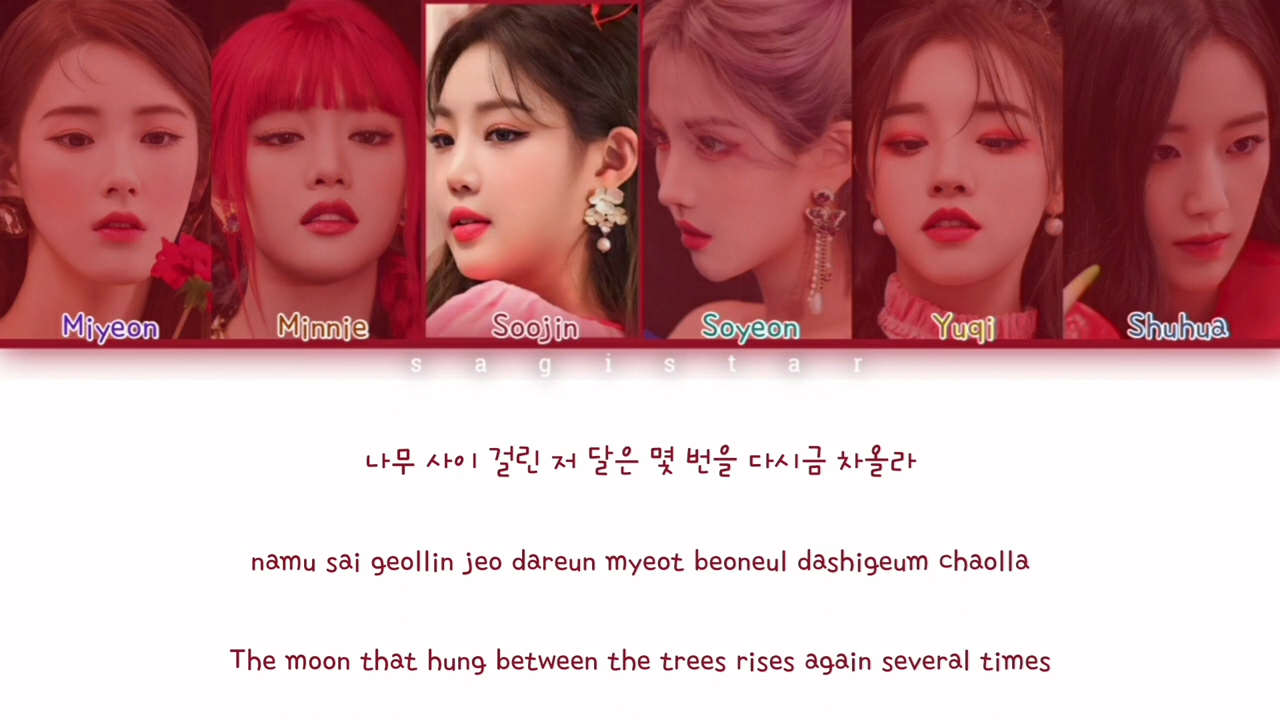 Miyeon Minnie Soojin Soyeon Yuqi Shuhua
sagistar
나무 사이 걸린 저 달은 몇 번을 다시금 차올라
namu sai geollin jeo dareun myeot beoneul dashigeum chaolla
The moon that hung between the trees rises again several times